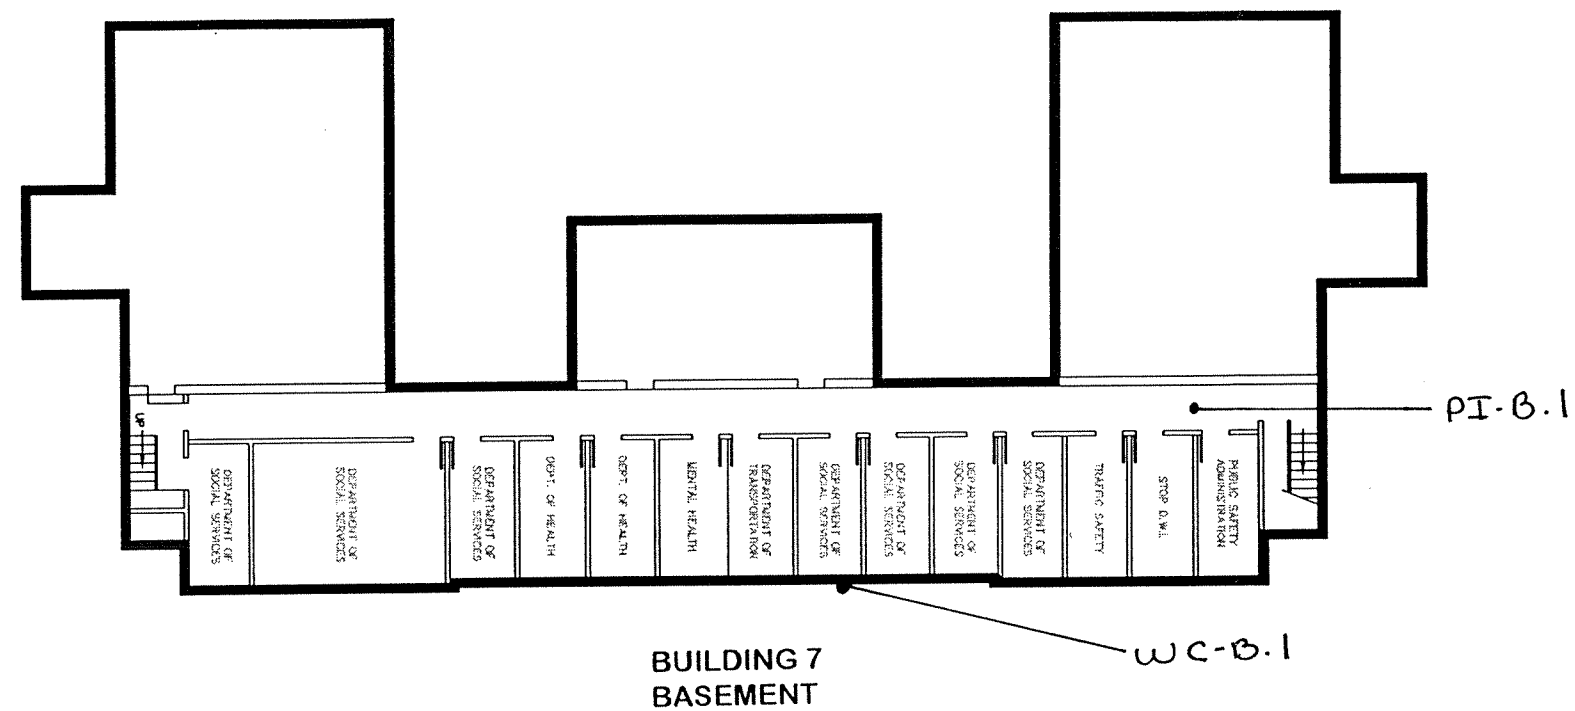 PI-B.1
UP
DEPARTMENT OF
SOCIAL SERVICES
DEPARTMENT OF
SOCIAL SERVICES
DEPARTMENT OF
SOCIAL SERVICES
DEPT. OF HEALTH
DEPT. OF HEALTH
MENTAL HEALTH
DEPARTMENT OF
TRANSPORTATION
DEPARTMENT OF
SOCIAL SERVICES
DEPARTMENT OF
SOCIAL SERVICES
DEPARTMENT OF
SOCIAL SERVICES
DEPARTMENT OF
SOCIAL SERVICES
TRAFFIC SAFETY
STOP D.W.I.
PUBLIC SAFETY
ADMINISTRATION
WC-B.1
BUILDING 7
BASEMENT